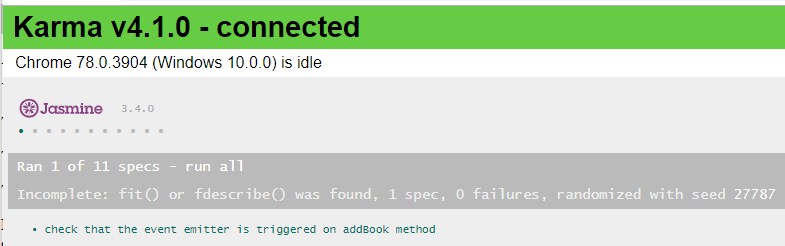 Karma v4.1.0 - connected
Chrome 78.0.3904 (Windows 10.0.0) is idle
Jasmine 3.4.0
Ran 1 of 11 specs - run all
Incomplete: fit() or fdescribe() was found, 1 spec, 0 failures, randomized with seed 27787
• check that the event emitter is triggered on addBook method